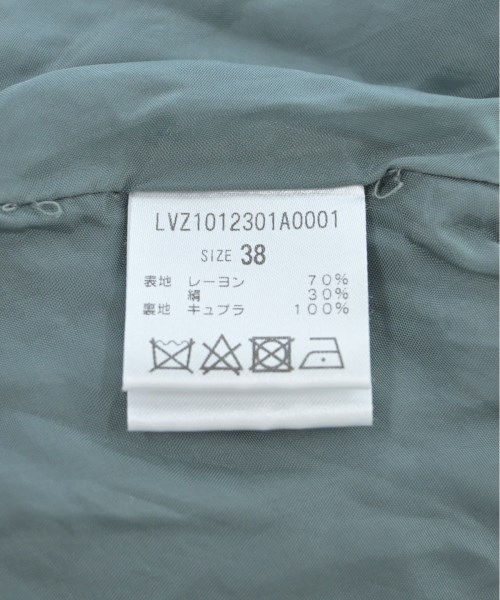 LVZ1012301A0001
SIZE 38
表地 レーヨン 70%
絹 30%
裏地 キュプラ 100%